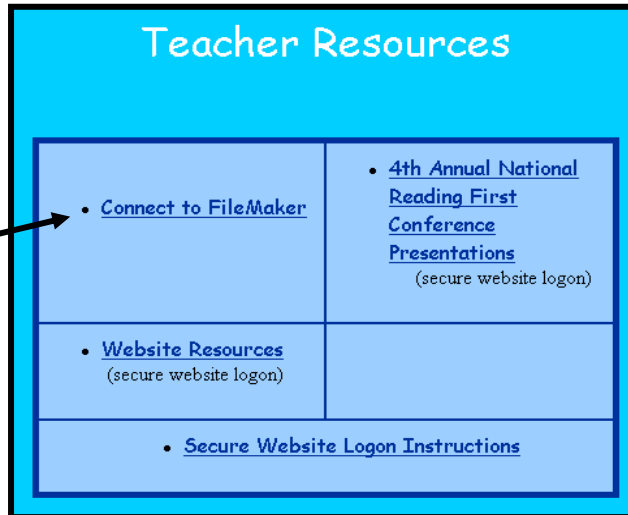 Teacher Resources
• Connect to FileMaker
• 4th Annual National
Reading First
Conference
Presentations
(secure website logon)
• Website Resources
(secure website logon)
• Secure Website Logon Instructions